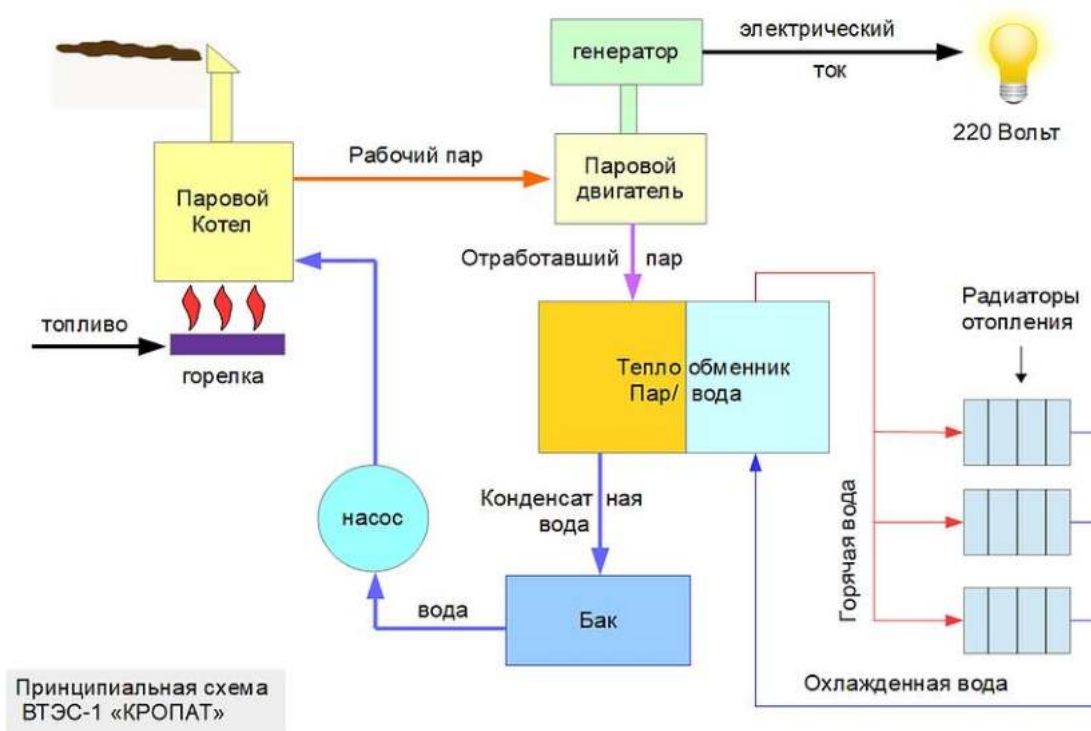 генератор
электрический
ток
220 Вольт
Паровой
Котел
Рабочий пар
Паровой
двигатель
Отработавший пар
топливо
горелка
Тепло обменник
Пар/ вода
Радиаторы
отопления
насос
Конденсат ная
вода
Горячая вода
вода
Бак
Охлажденная вода
Принципиальная схема
ВТЭС-1 «КРОПАТ»